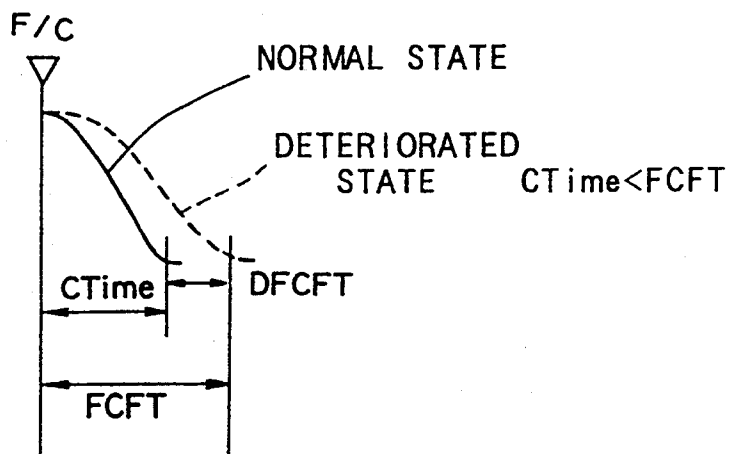 F/C
NORMAL STATE
DETERIORATED
STATE CTime<FCFT
CTime
DFCFT
FCFT